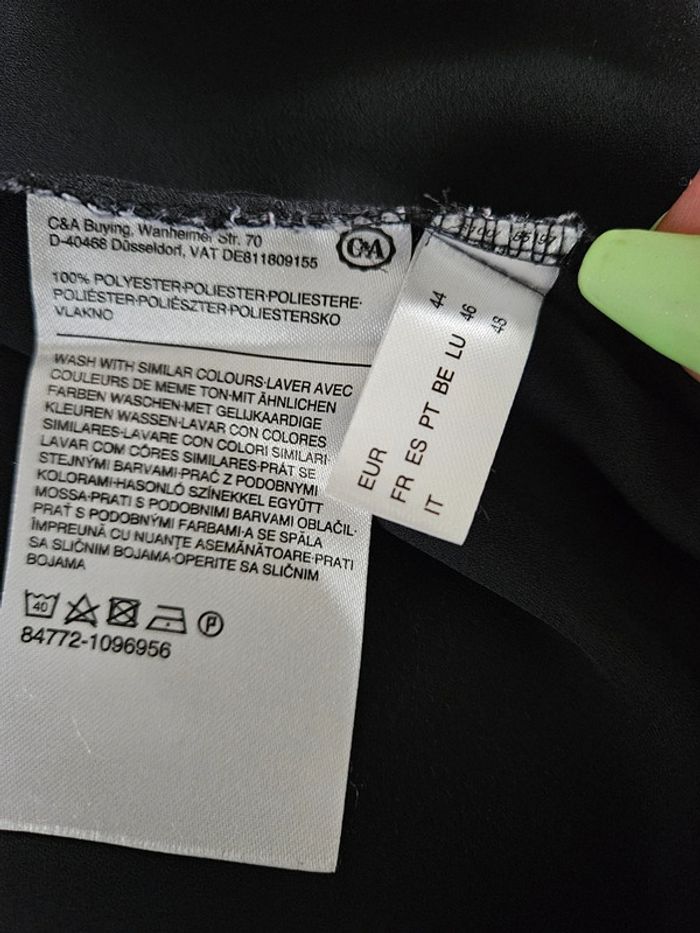 C&A Buying, Wanheimer Str. 70
D-40468 Düsseldorf, VAT DE811809155
C&A
100% POLYESTER·POLIESTER·POLIESTERE·
POLIÉSTER·POLIÉSZTER·POLIESTERSKO
VLAKNO
WASH WITH SIMILAR COLOURS·LAVER AVEC
COULEURS DE MEME TON·MIT ÄHNLICHEN
FARBEN WASCHEN·MET GELIJKAARDIGE
KLEUREN WASSEN·LAVAR CON COLORES
SIMILARES·LAVARE CON COLORI SIMILARI·
LAVAR COM CÔRES SIMILARES·PRÁT SE
STEJNÝMI BARVAMI·PRAĆ Z PODOBNYMI
KOLORAMI·HASONLÓ SZÍNEKKEL EGYÜTT
MOSSA·PRATI S PODOBNIMI BARVAMI OBLAČIL·
PRAŤ S PODOBNÝMI FARBAMI·A SE SPĂLA
ÎMPREUNĂ CU NUANŢE ASEMĂNĂTOARE·PRATI
SA SLIČNIM BOJAMA·OPERITE SA SLIČNIM
BOJAMA
40
P
84772-1096956
EUR 44
FR ES PT BE LU 46
IT 48